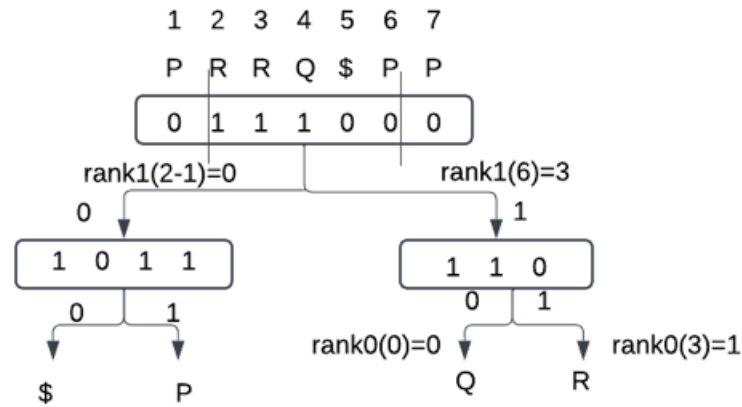 1 2 3 4 5 6 7
P R R Q $ P P
0 1 1 1 0 0 0
rank1(2-1)=0 rank1(6)=3
0 1
1 0 1 1 1 1 0
0 1 0 1
rank0(0)=0 rank0(3)=1
$ P Q R